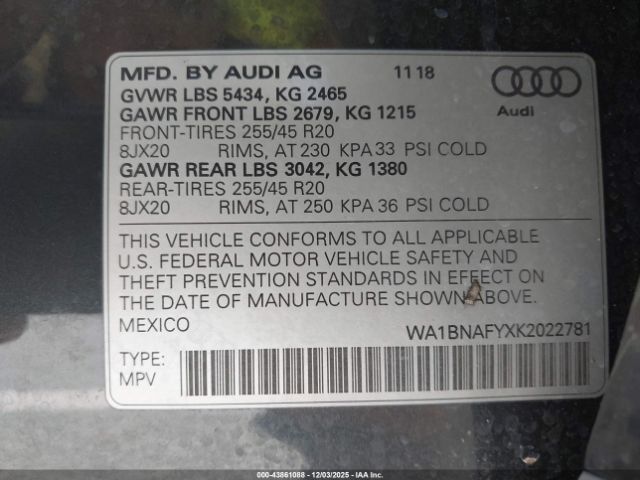 MFD. BY AUDI AG 11 18
GVWR LBS 5434, KG 2465
GAWR FRONT LBS 2679, KG 1215
FRONT-TIRES 255/45 R20
8JX20 RIMS, AT 230 KPA 33 PSI COLD
GAWR REAR LBS 3042, KG 1380
REAR-TIRES 255/45 R20
8JX20 RIMS, AT 250 KPA 36 PSI COLD
Audi
THIS VEHICLE CONFORMS TO ALL APPLICABLE
U.S. FEDERAL MOTOR VEHICLE SAFETY AND
THEFT PREVENTION STANDARDS IN EFFECT ON
THE DATE OF MANUFACTURE SHOWN ABOVE.
MEXICO WA1BNAFYXK2022781
TYPE:
MPV
000-43861088 - 12/03/2025 - IAAI.COM